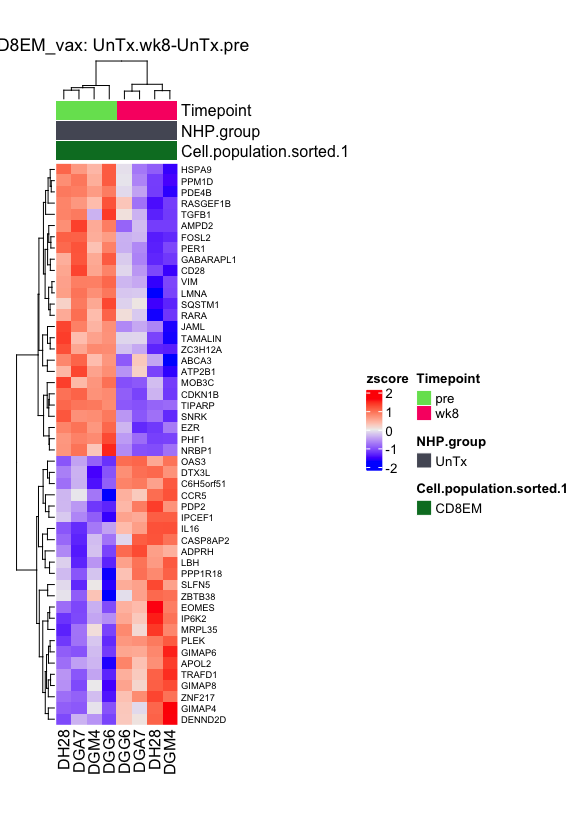 D8EM_vax: UnTx.wk8-UnTx.pre
Timepoint
NHP.group
Cell.population.sorted.1
HSPA9
PPM1D
PDE4B
RASGEF1B
TGFB1
AMPD2
FOSL2
PER1
GABARAPL1
CD28
VIM
LMNA
SQSTM1
RARA
JAML
TAMALIN
ZC3H12A
ABCA3
ATP2B1
MOB3C
CDKN1B
TIPARP
SNRK
EZR
PHF1
NRBP1
OAS3
DTX3L
C6H5orf51
CCR5
PDP2
IPCEF1
IL16
CASP8AP2
ADPRH
LBH
PPP1R18
SLFN5
ZBTB38
EOMES
IP6K2
MRPL35
PLEK
GIMAP6
APOL2
TRAFD1
GIMAP8
ZNF217
GIMAP4
DENND2D
DH28
DGA7
DGM4
DGG6
DGG6
DGA7
DH28
DGM4
zscore
2
1
0
-1
-2
Timepoint
pre
wk8
NHP.group
UnTx
Cell.population.sorted.1
CD8EM